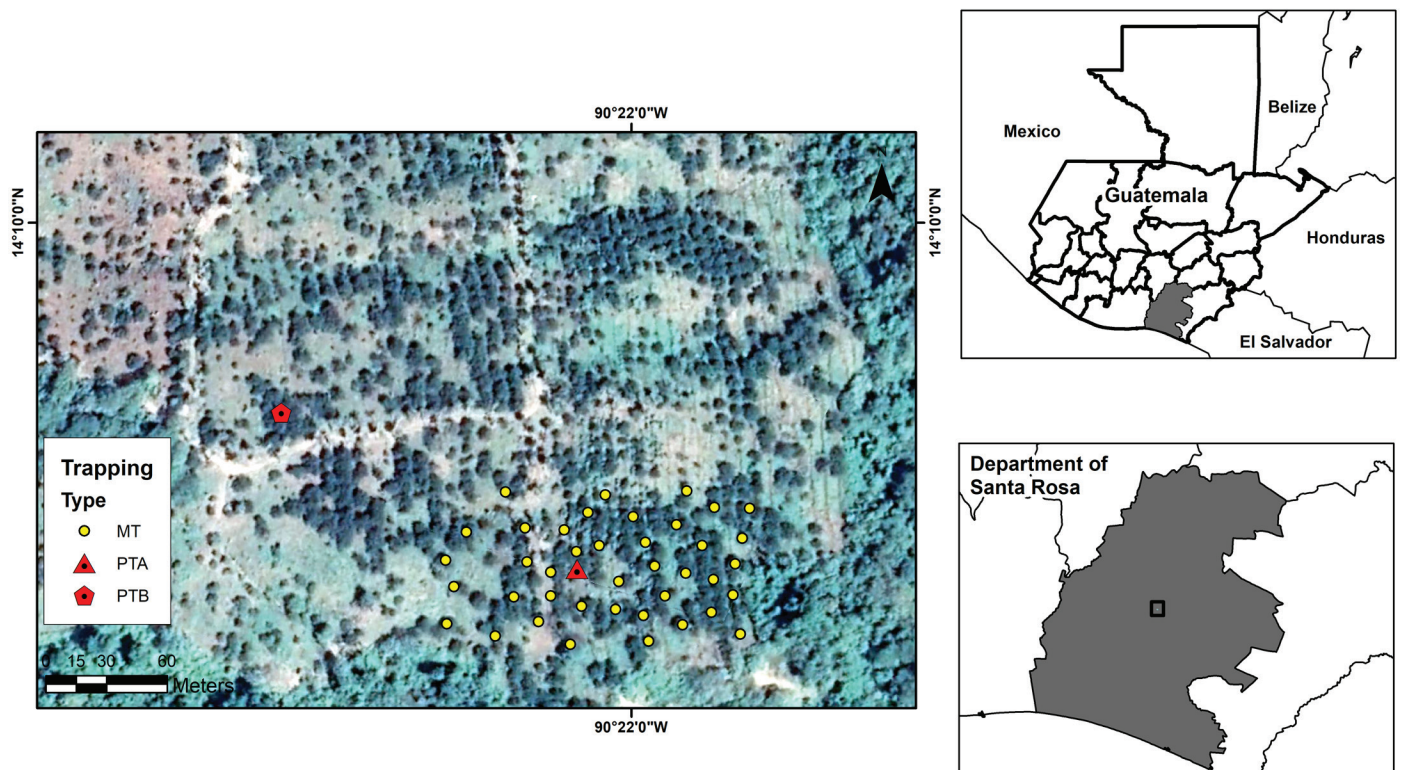 90°22'0"W
14°10'0"N
14°10'0"N
Trapping
Type
MT
PTA
PTB
0 15 30 60
Meters
90°22'0"W
Mexico
Belize
Guatemala
Honduras
El Salvador
Department of
Santa Rosa